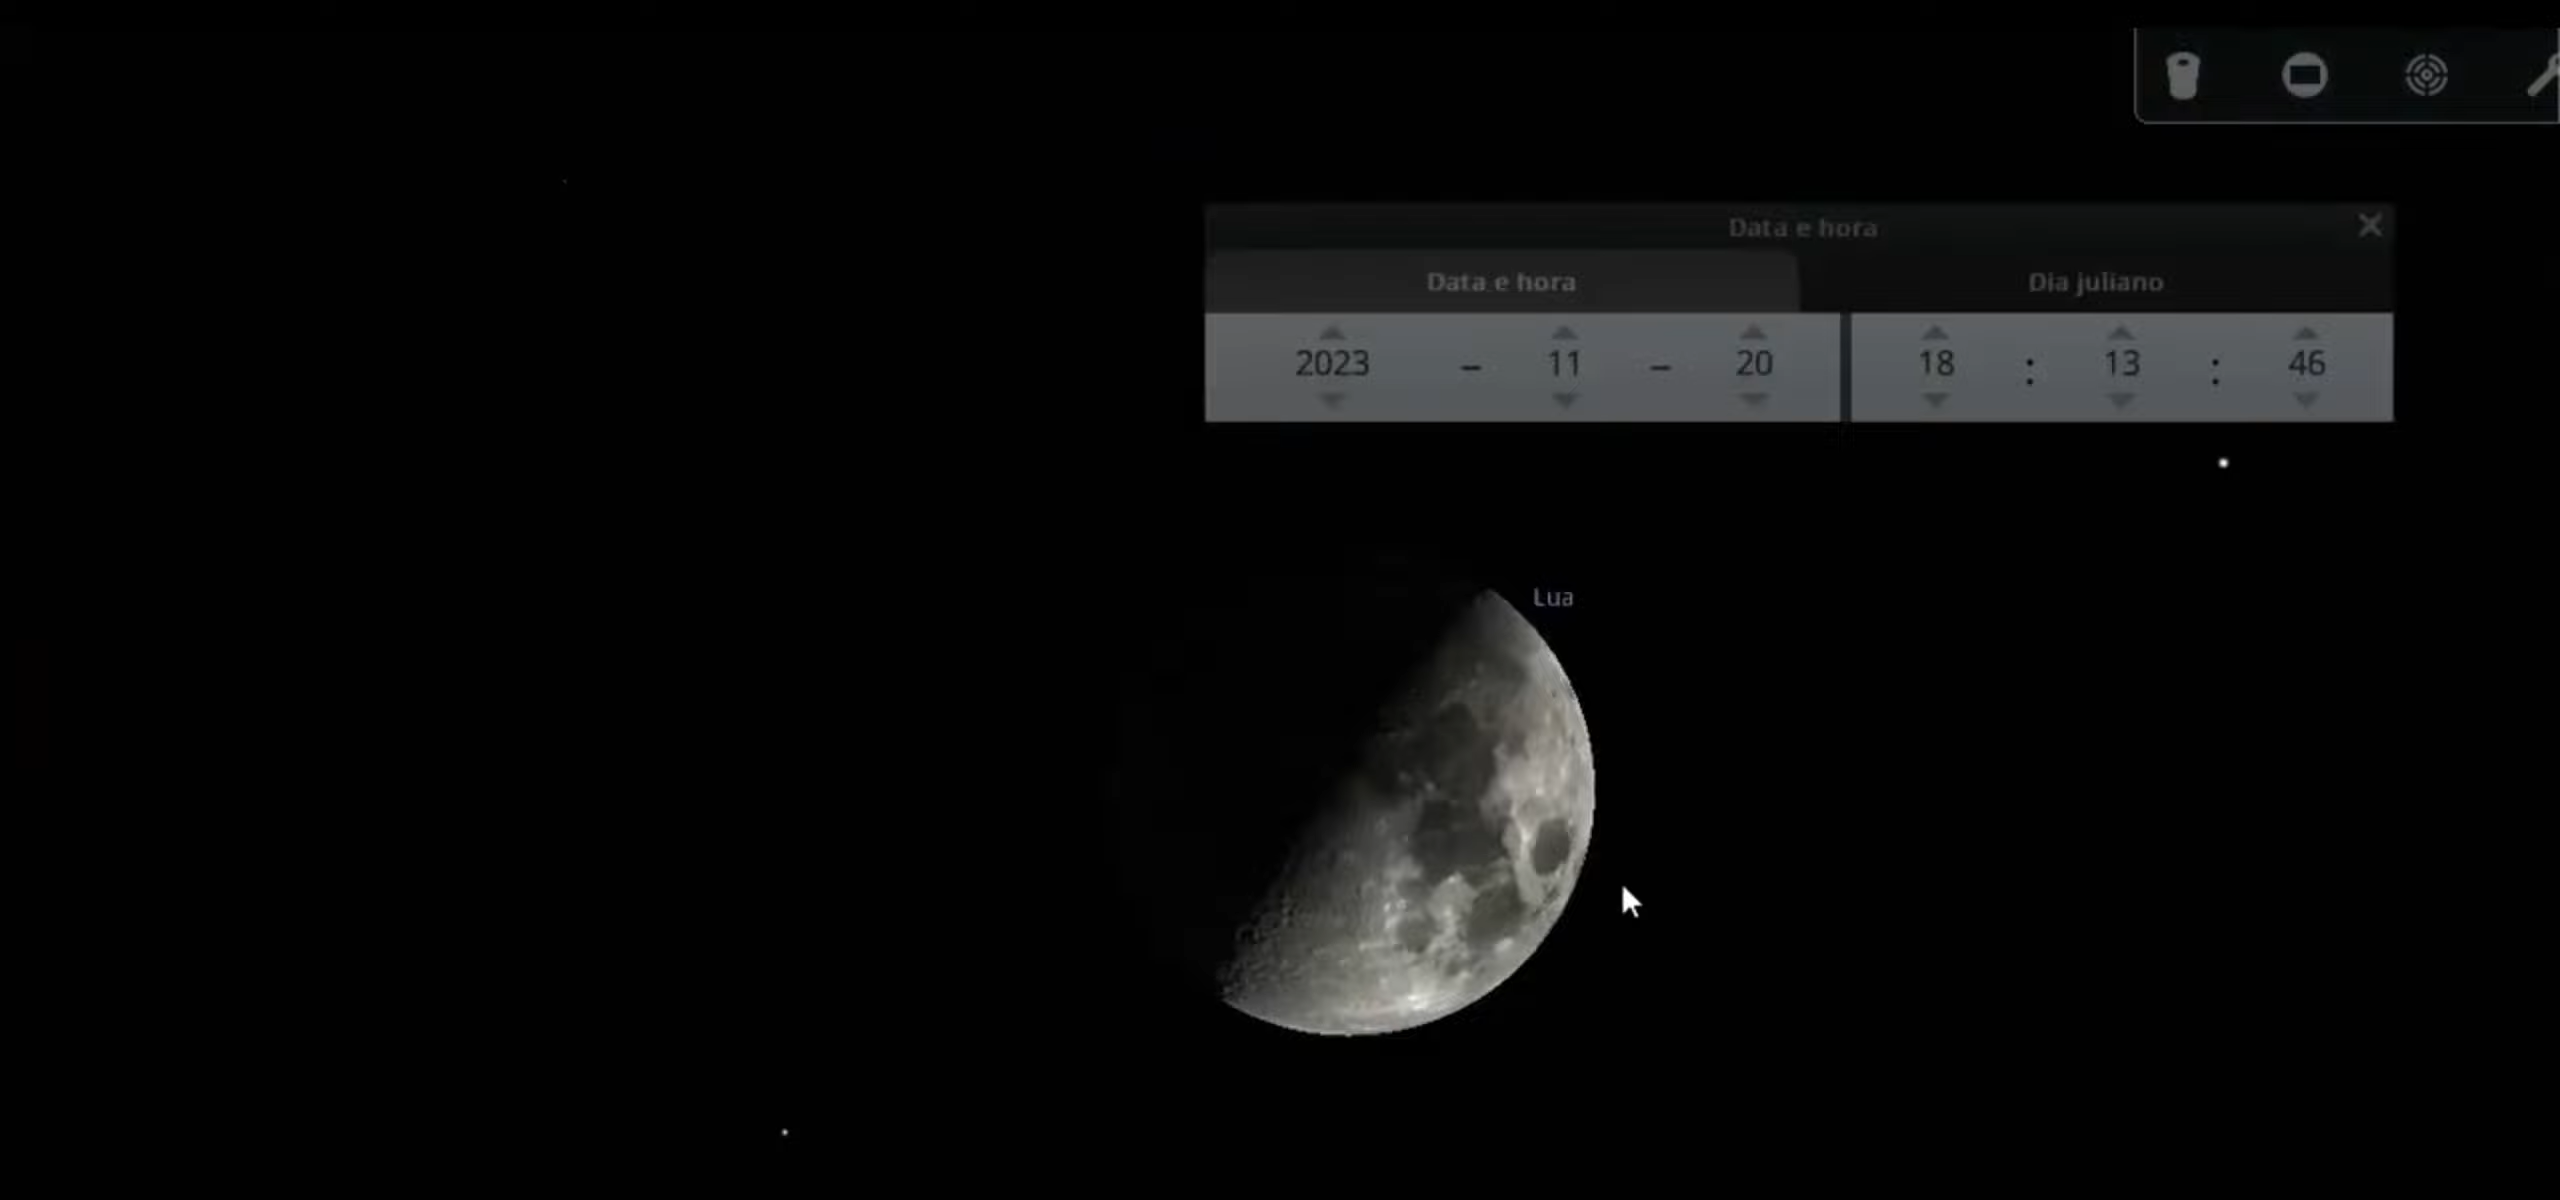 Data e hora
Data e hora Dia juliano
2023 – 11 – 20 18 : 13 : 46
Lua